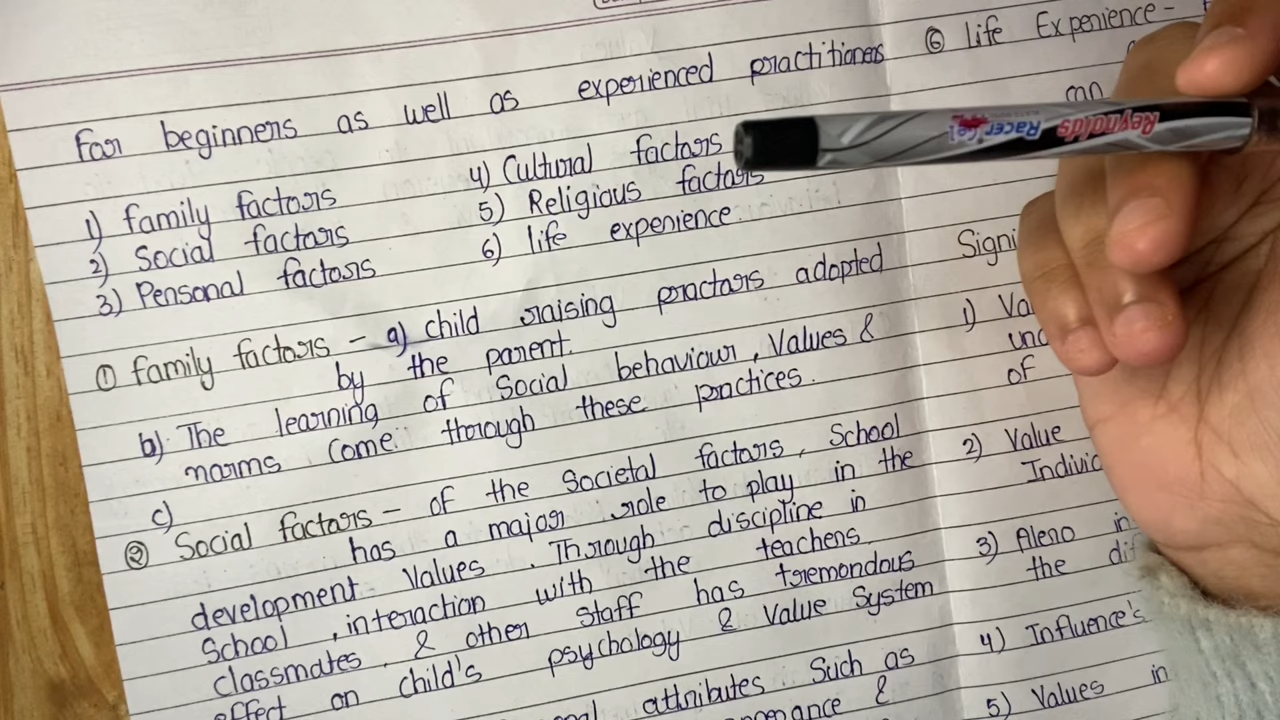 For beginners as well as experienced practitioners
1) family factors
2) Social factors
3) Personal factors
4) Cultural factors
5) Religious factors
6) life experience.
① family factors - a) child raising practars adopted
by the parent.
b) The learning of Social behaviour, Values &
norms come through these practices.
c)
② Social factors - of the Societal factors, School
has a major role to play in the
development Values. Through discipline in
School, interaction with the teachers
classmates, & other Staff has tremondous
effect on child's psychology & Value System
attributes Such as
&
⑥ life Experience -
an
1) Va
of
2) Value
3) Aleno in
the
4) Influence's
5) Values in
Reynolds Racer Gel